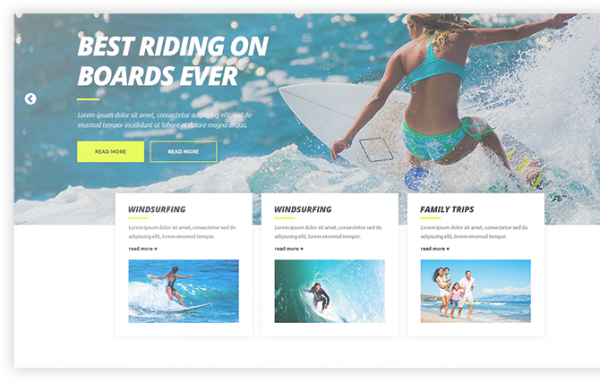 BEST RIDING ON
BOARDS EVER
Lorem ipsum dolor sit amet, consectetur adipiscing elit, sed do
eiusmod tempor incididunt ut labore et dolore magna aliqua.
READ MORE
READ MORE
WINDSURFING
Lorem ipsum dolor sit amet, consectetur sed do
adipiscing elit, lorem eiusmod tempor.
read more +
WINDSURFING
Lorem ipsum dolor sit amet, consectetur sed do
adipiscing elit, lorem eiusmod tempor.
read more +
FAMILY TRIPS
Lorem ipsum dolor sit amet, consectetur sed do
adipiscing elit, lorem eiusmod tempor.
read more +